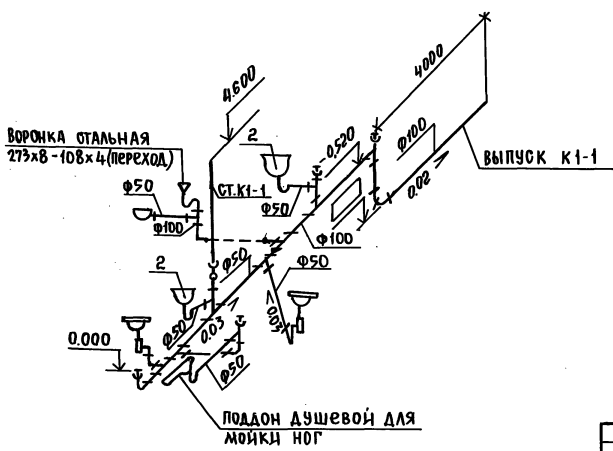 4.600
4000
ВОРОНКА СТАЛЬНАЯ
273х8-108х4(ПЕРЕХОД)
2
-0.520
Ф100
ВЫПУСК К1-1
СТ.К1-1
Ф50
Ф50
0.02
Ф100
Ф100
Ф50
Ф50
2
Ф50
0.03
0.03
0.000
Ф50
ПОДДОН ДУШЕВОЙ ДЛЯ
МОЙКИ НОГ